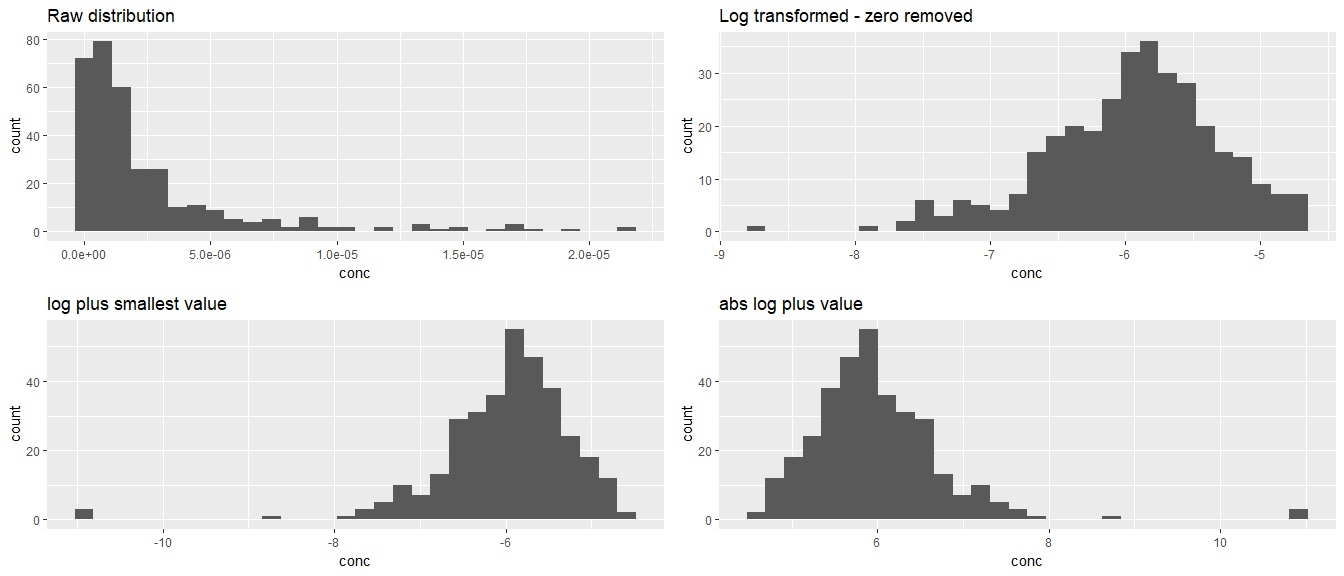 Raw distribution
80
60
40
20
0
count
0.0e+00 5.0e-06 1.0e-05 1.5e-05 2.0e-05
conc
Log transformed - zero removed
30
20
10
0
count
-9 -8 -7 -6 -5
conc
log plus smallest value
40
20
0
count
-10 -8 -6
conc
abs log plus value
40
20
0
count
6 8 10
conc